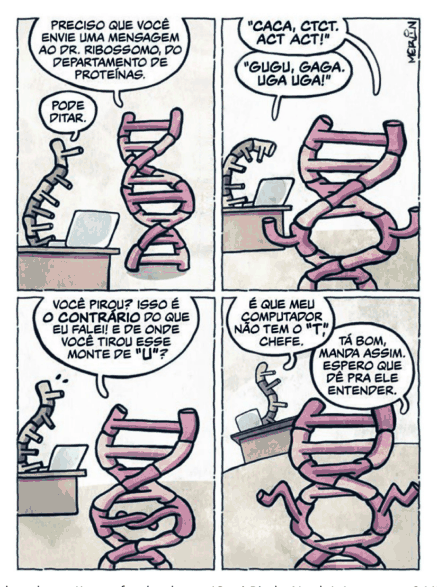 PRECISO QUE VOCÊ
ENVIE UMA MENSAGEM
AO DR. RIBOSSOMO, DO
DEPARTAMENTO DE
PROTEÍNAS.
PODE
DITAR.
"CACA, CTCT.
ACT ACT!"
"GUGU, GAGA.
UGA UGA!"
MERLIN
VOCÊ PIROU? ISSO É
O CONTRÁRIO DO QUE
EU FALEI! E DE ONDE
VOCÊ TIROU ESSE
MONTE DE "U"?
É QUE MEU
COMPUTADOR
NÃO TEM O "T",
CHEFE.
TÁ BOM,
MANDA ASSIM.
ESPERO QUE
DÊ PRA ELE
ENTENDER.